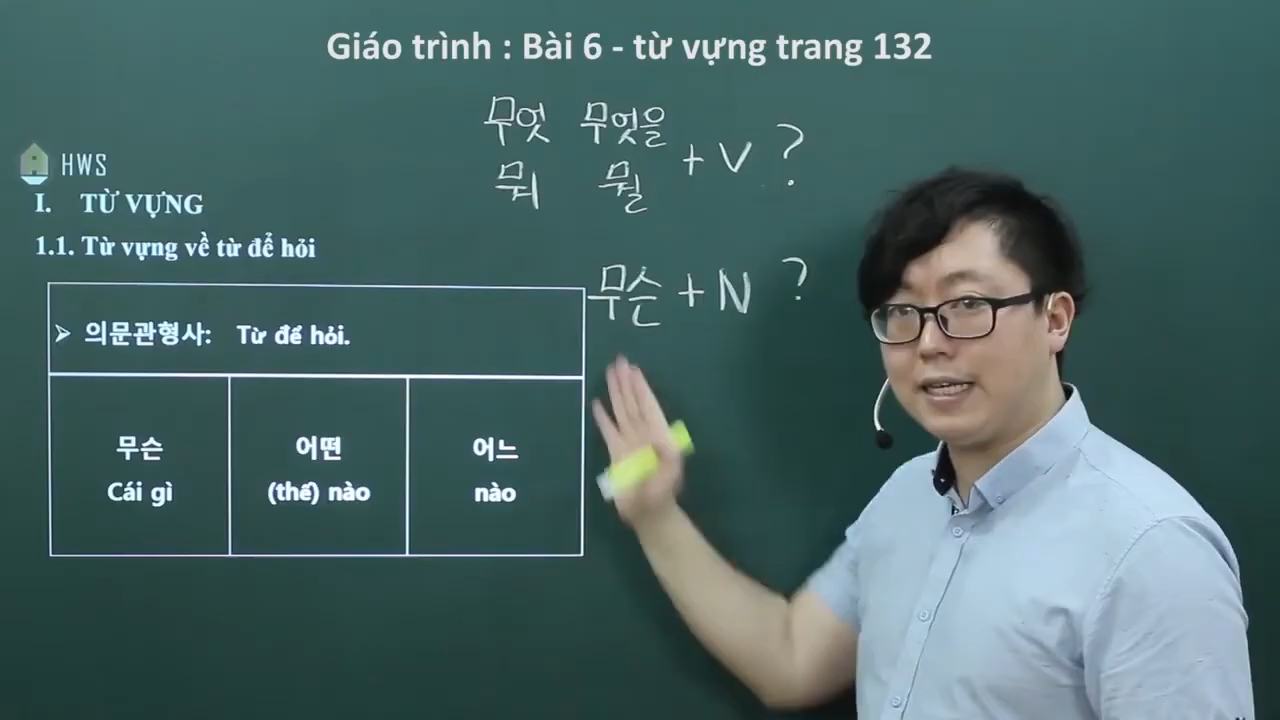 Giáo trình : Bài 6 - từ vựng trang 132
무엇 무엇을
뭐 뭘 + V ?
HWS
I. TỪ VỰNG
1.1. Từ vựng về từ để hỏi
무슨 + N ?
➢ 의문관형사: Từ để hỏi.
무슨 어떤 어느
Cái gì (thế) nào nào